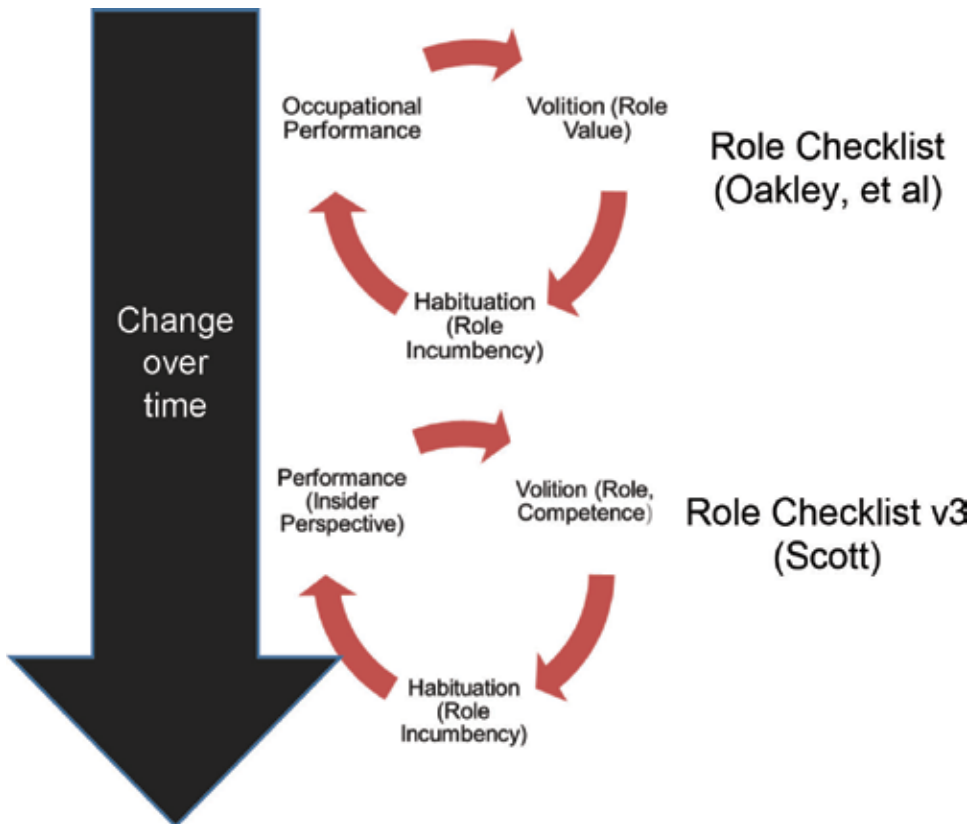 Occupational
Performance
Volition (Role
Value)
Role Checklist
(Oakley, et al)
Habituation
(Role
Incumbency)
Change
over
time
Performance
(Insider
Perspective)
Volition (Role,
Competence)
Role Checklist v3
(Scott)
Habituation
(Role
Incumbency)